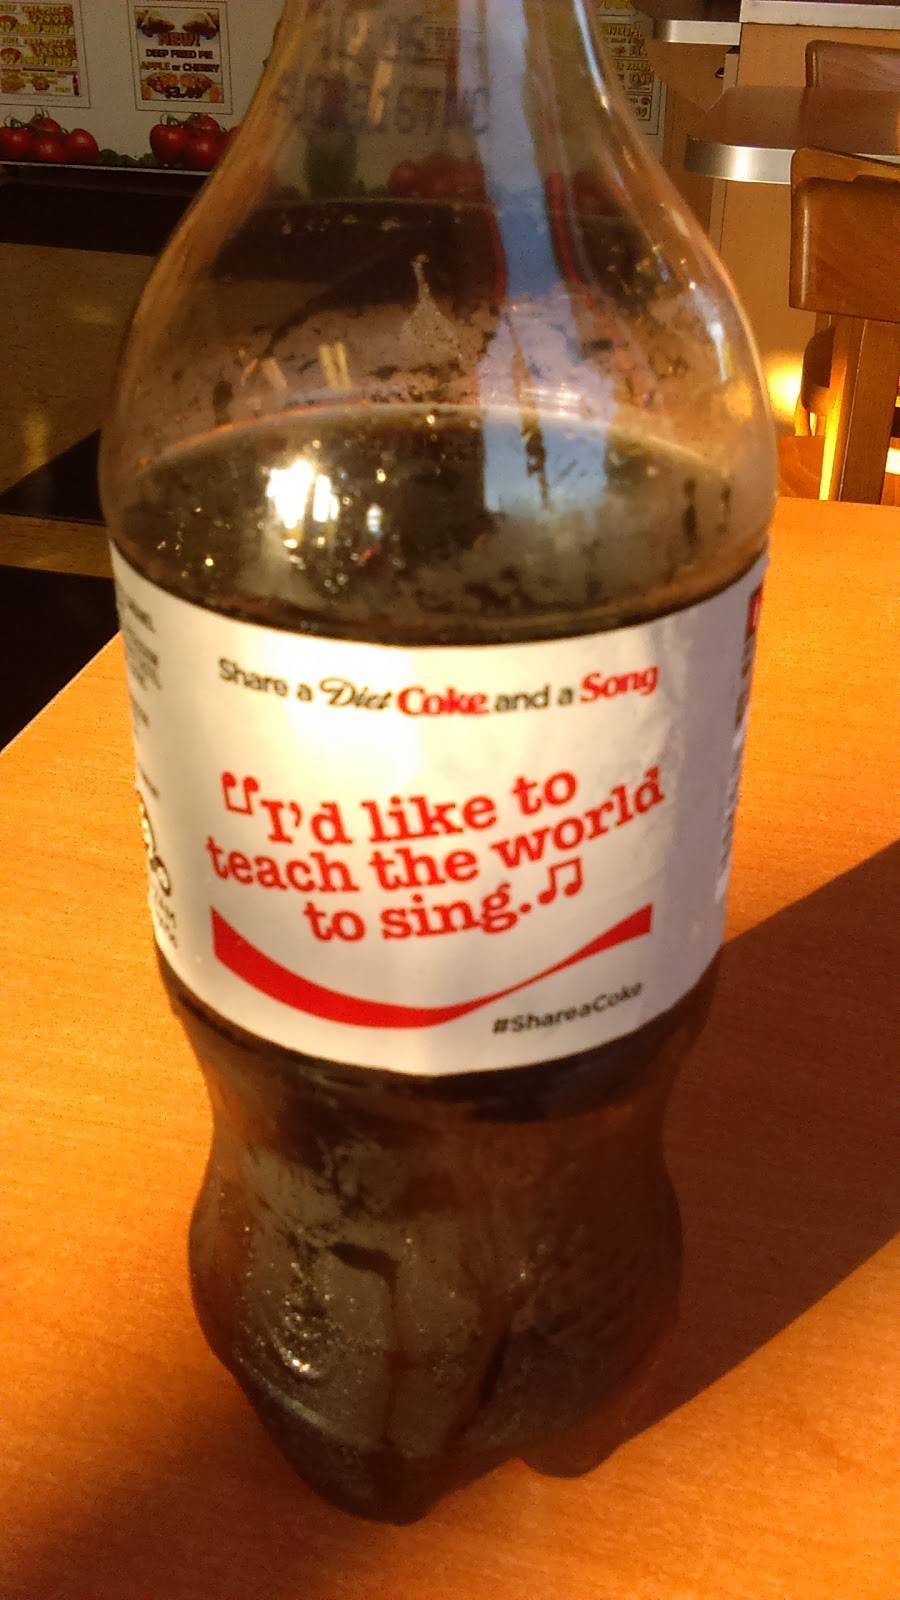 NEW!
DEEP FRIED PIE
APPLE or CHERRY
Share a Diet Coke and a Song
I'd like to
teach the world
to sing.
#ShareaCoke